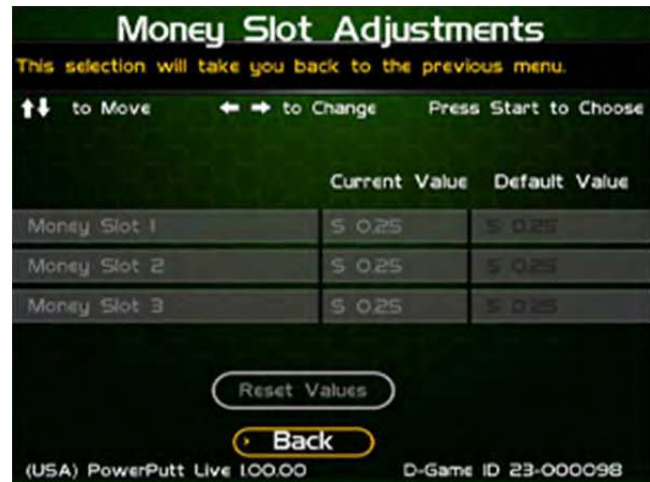 Money Slot Adjustments
This selection will take you back to the previous menu.
↑↓ to Move ← → to Change Press Start to Choose
Current Value Default Value
Money Slot 1 $ 0.25 $ 0.25
Money Slot 2 $ 0.25 $ 0.25
Money Slot 3 $ 0.25 $ 0.25
Reset Values
Back
(USA) PowerPutt Live 1.00.00 D-Game ID 23-000098